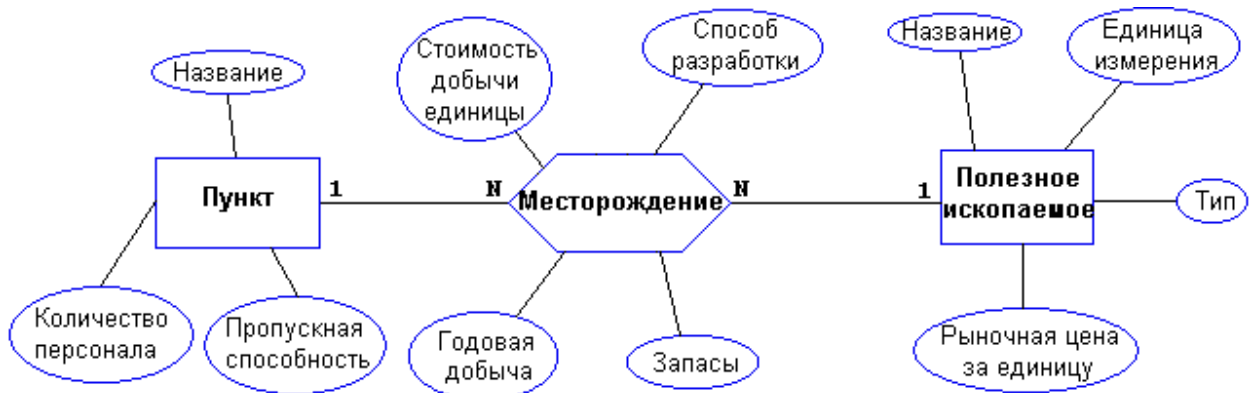 Название
Стоимость
добычи
единицы
Способ
разработки
Название
Единица
измерения
Пункт
1
N
Месторождение
N
1
Полезное
ископаемое
Тип
Количество
персонала
Пропускная
способность
Годовая
добыча
Запасы
Рыночная цена
за единицу